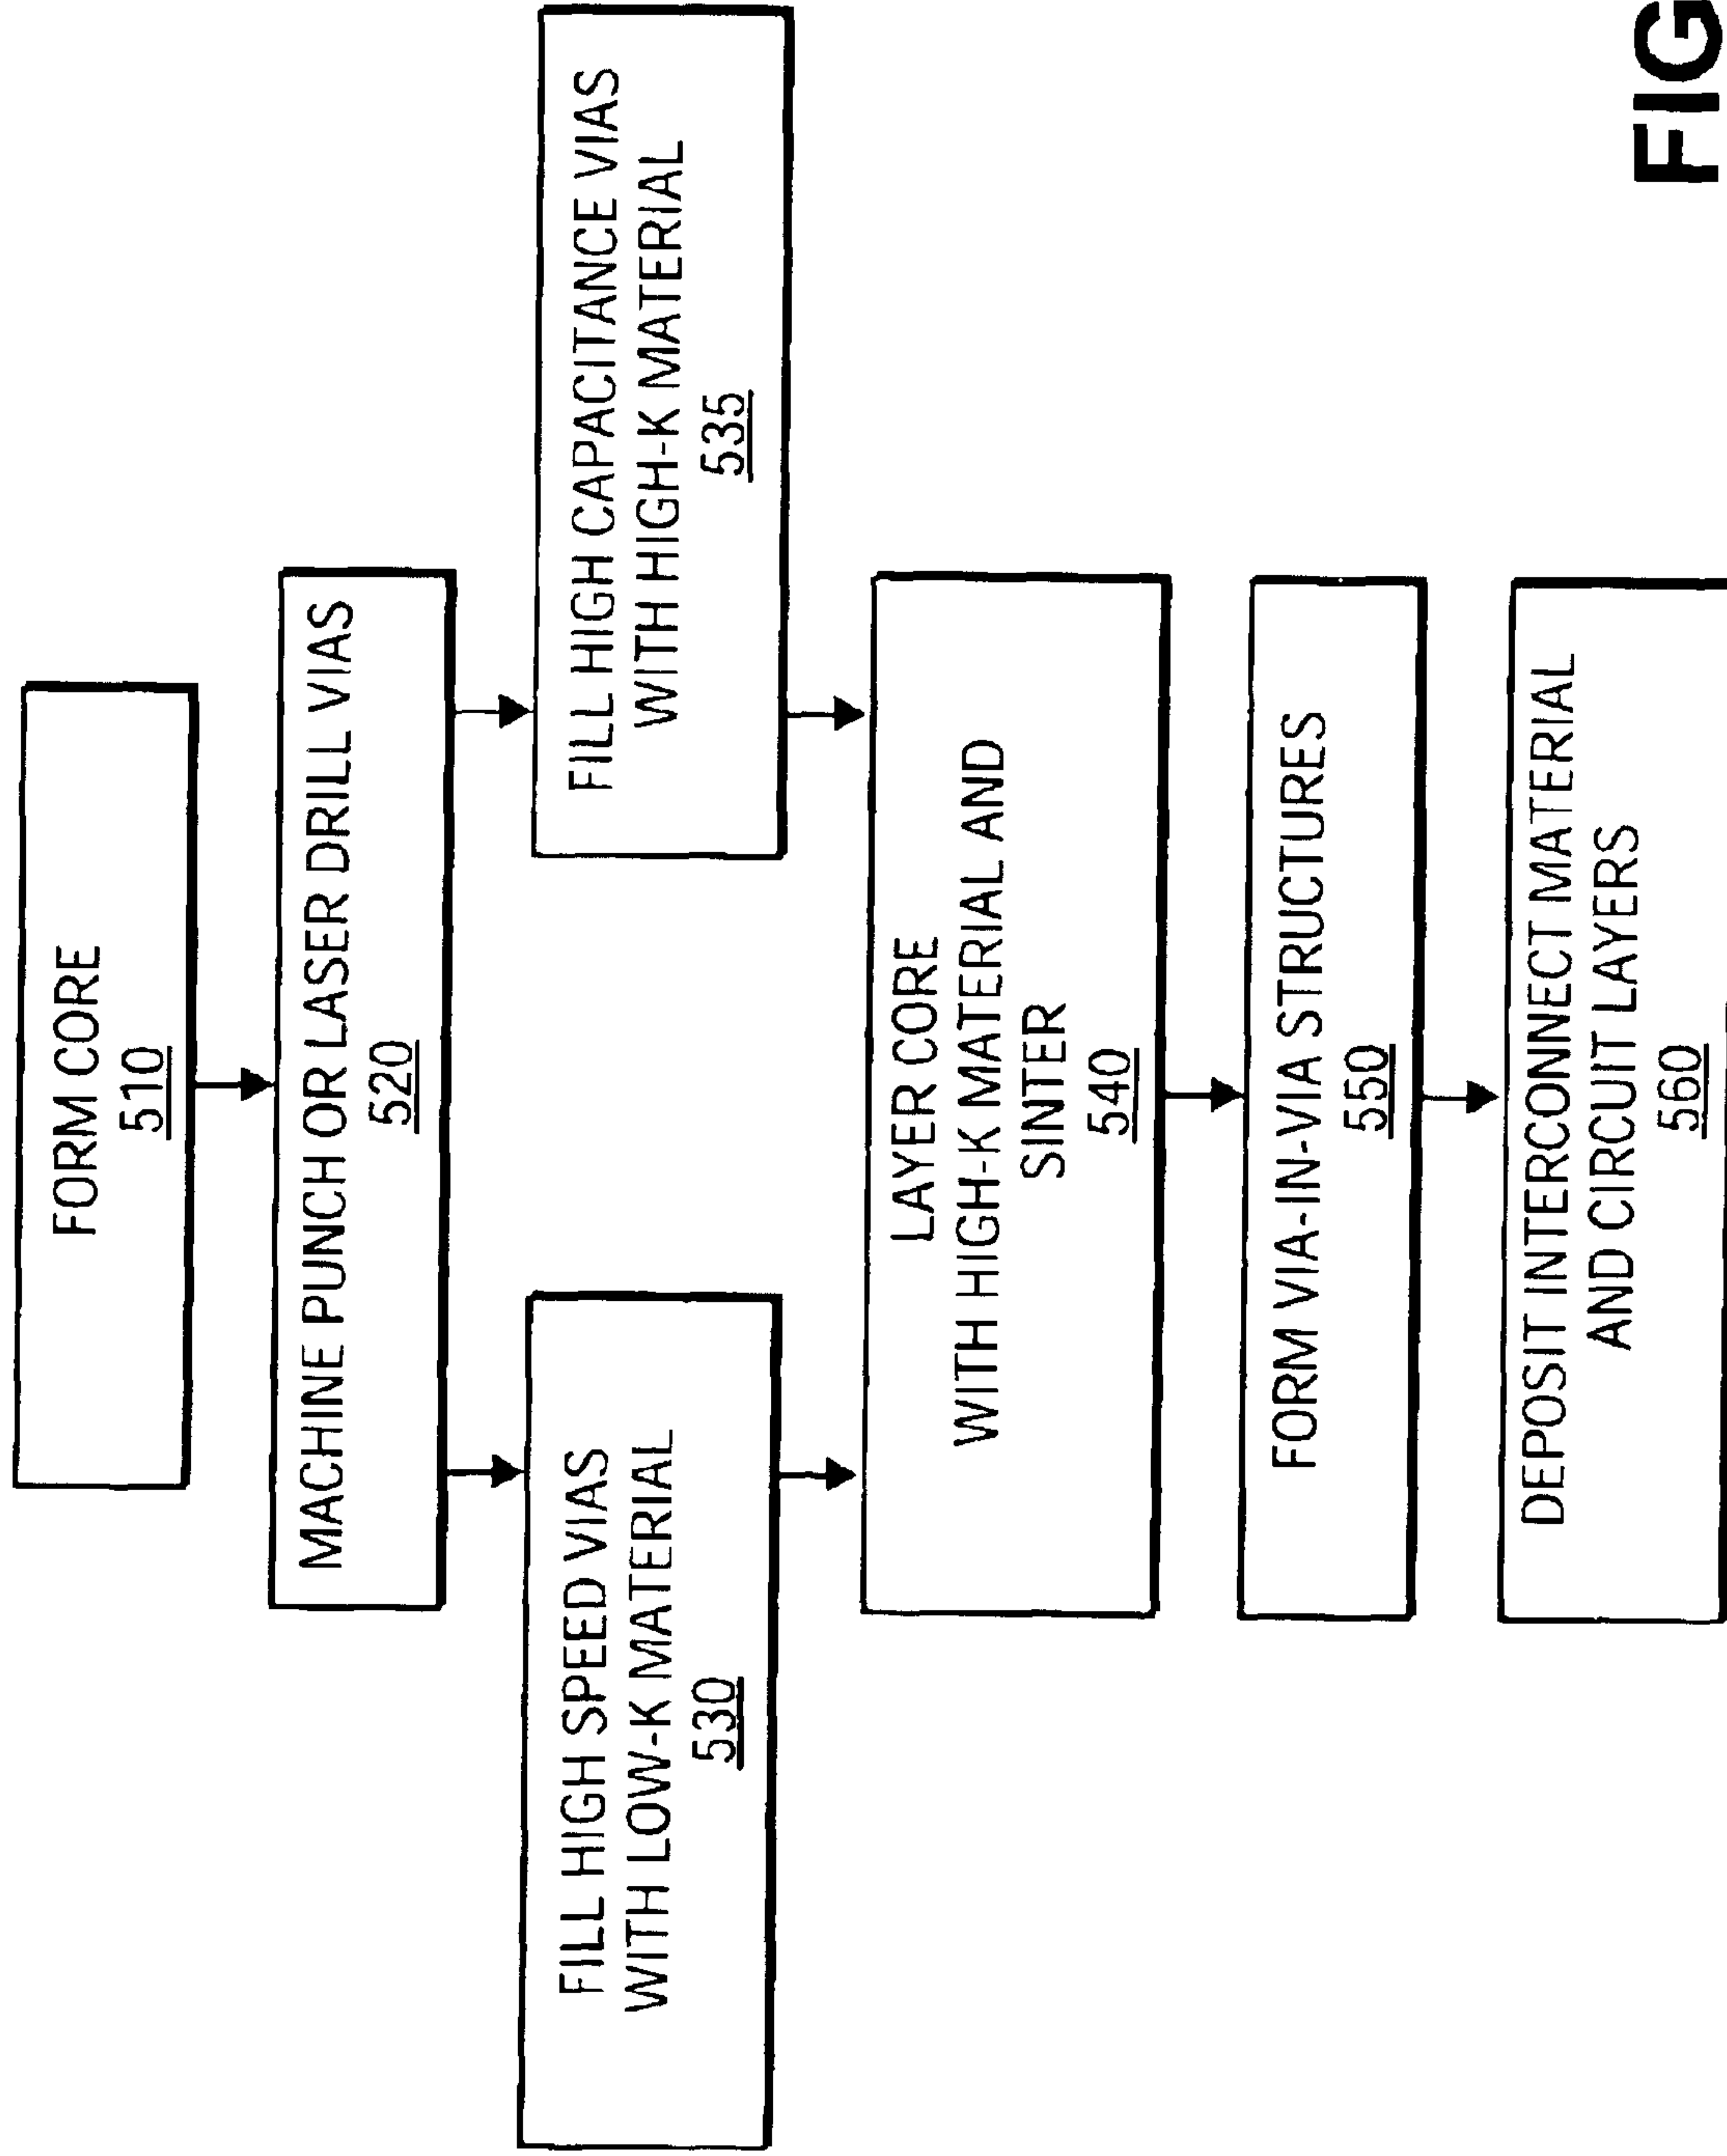 FORM CORE
510
MACHINE PUNCH OR LASER DRILL VIAS
520
FILL HIGH SPEED VIAS
WITH LOW-K MATERIAL
530
FILL HIGH CAPACITANCE VIAS
WITH HIGH-K MATERIAL
535
LAYER CORE
WITH HIGH-K MATERIAL AND
SINTER
540
FORM VIA-IN-VIA STRUCTURES
550
DEPOSIT INTERCONNECT MATERIAL
AND CIRCUIT LAYERS
560
FIG